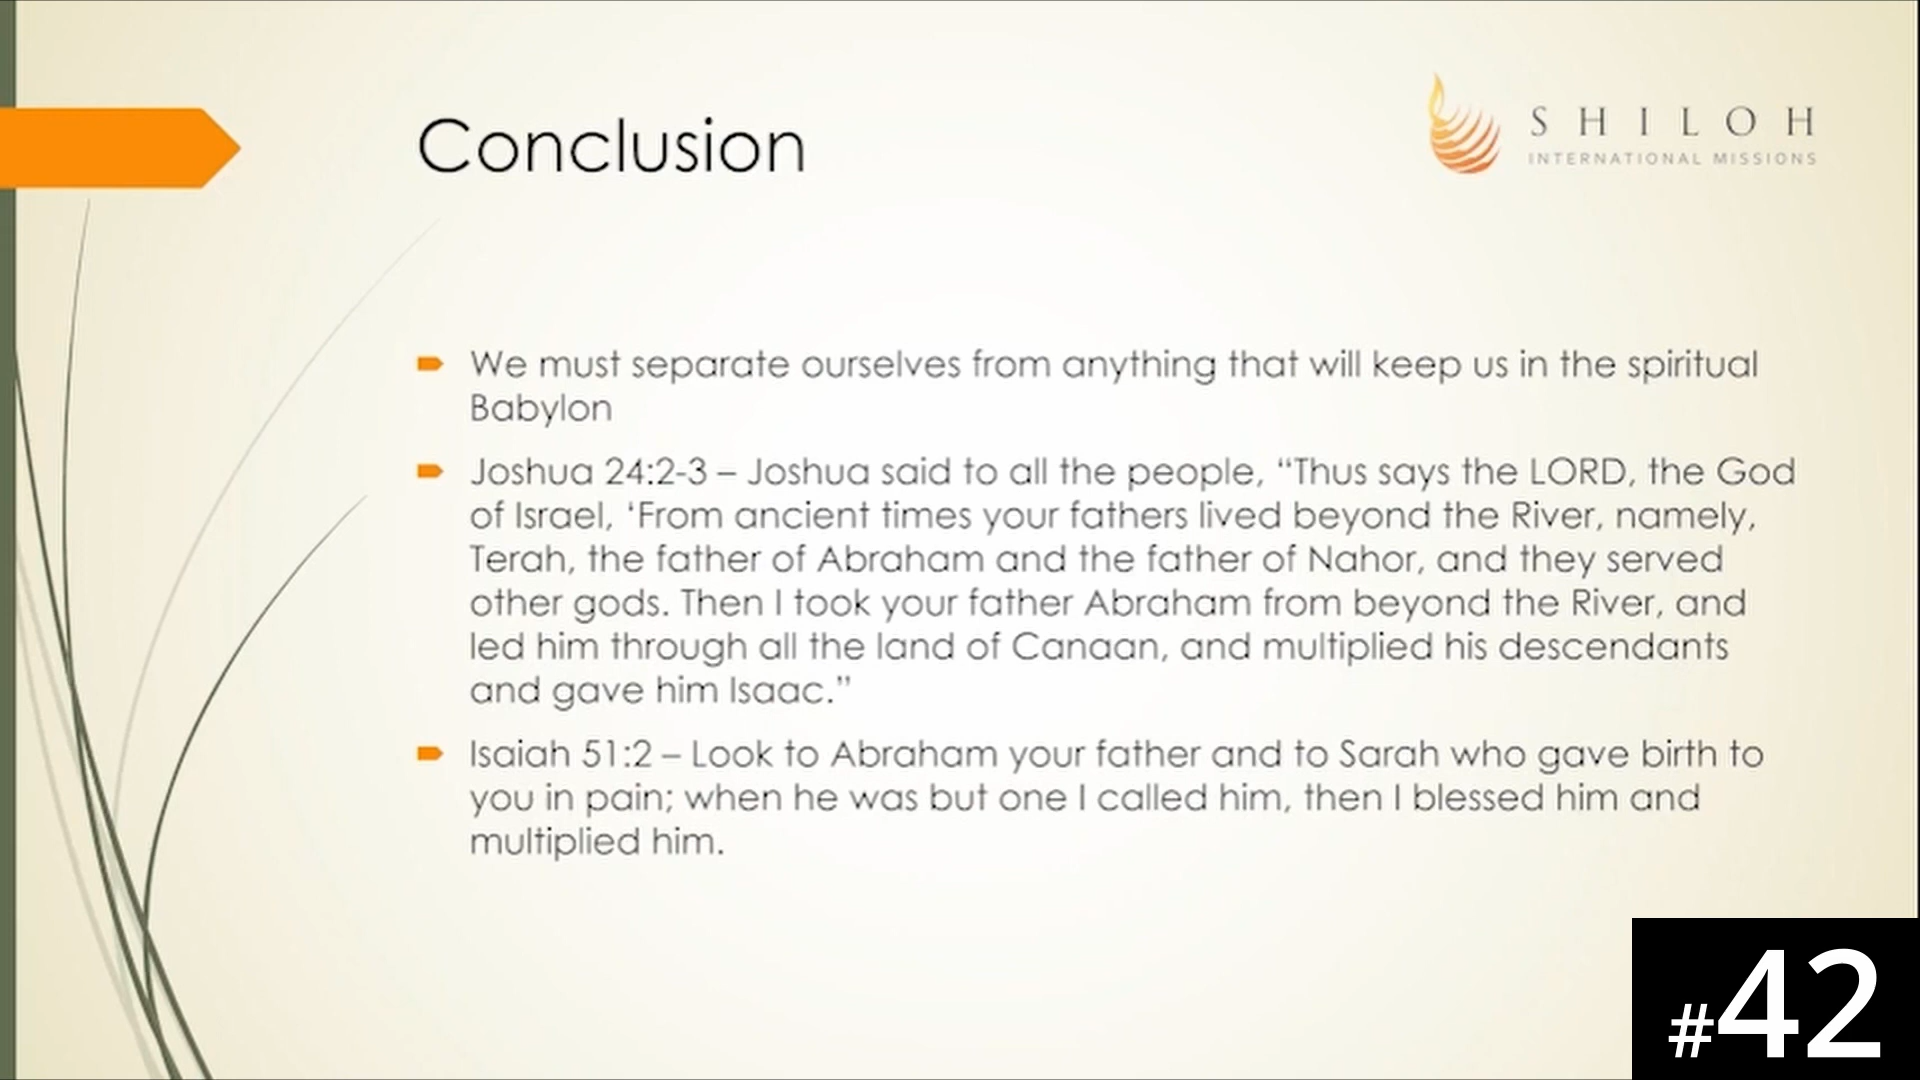 Conclusion
SHILOH
INTERNATIONAL MISSIONS
We must separate ourselves from anything that will keep us in the spiritual
Babylon
Joshua 24:2-3 – Joshua said to all the people, “Thus says the LORD, the God
of Israel, ‘From ancient times your fathers lived beyond the River, namely,
Terah, the father of Abraham and the father of Nahor, and they served
other gods. Then I took your father Abraham from beyond the River, and
led him through all the land of Canaan, and multiplied his descendants
and gave him Isaac.”
Isaiah 51:2 – Look to Abraham your father and to Sarah who gave birth to
you in pain; when he was but one I called him, then I blessed him and
multiplied him.
#42